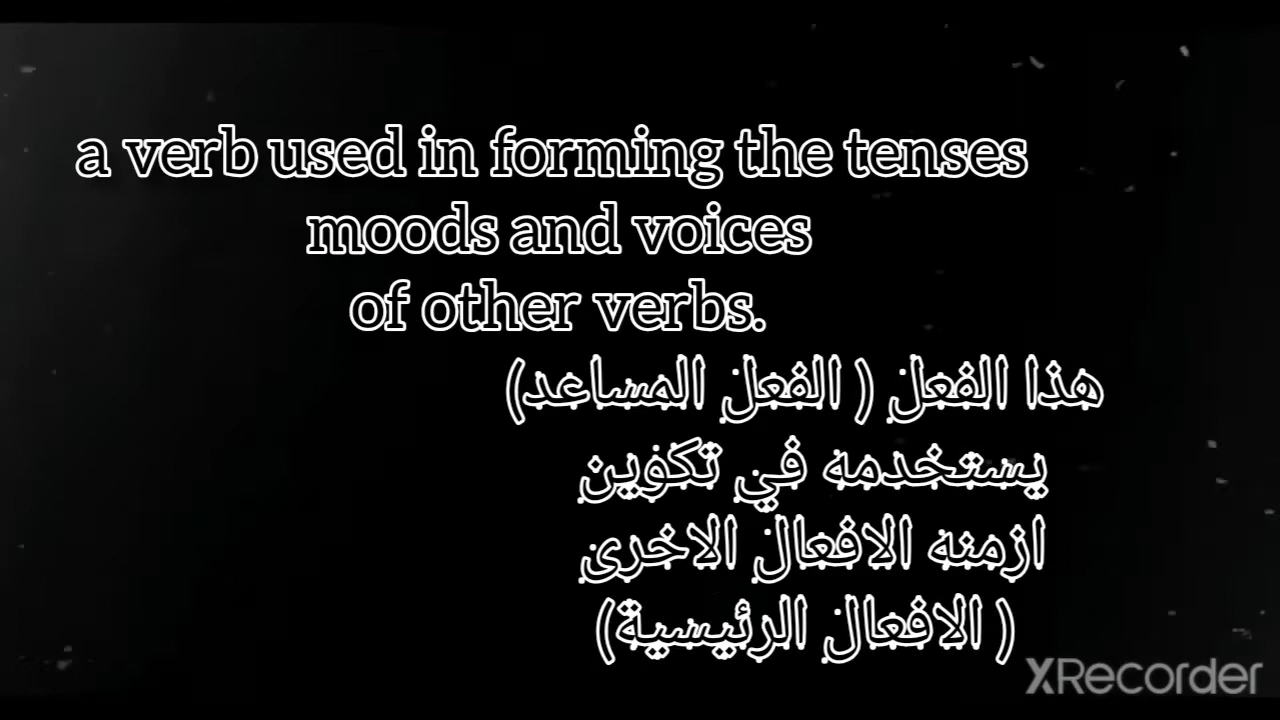 a verb used in forming the tenses
moods and voices
of other verbs.
هذا الفعل ( الفعل المساعد)
يستخدمه في تكوين
ازمنه الافعال الاخرى
( الافعال الرئيسية)
XRecorder